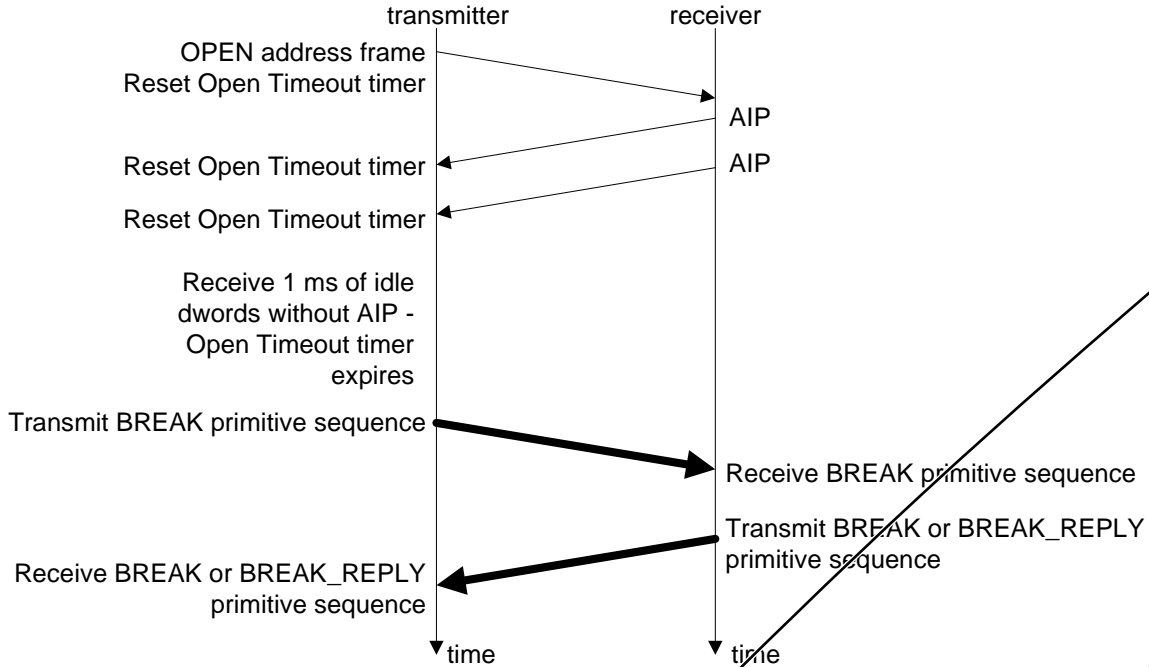 transmitter
receiver
OPEN address frame
Reset Open Timeout timer
AIP
Reset Open Timeout timer
AIP
Reset Open Timeout timer
Receive 1 ms of idle
dwords without AIP -
Open Timeout timer
expires
Transmit BREAK primitive sequence
Receive BREAK primitive sequence
Transmit BREAK or BREAK_REPLY
primitive sequence
Receive BREAK or BREAK_REPLY
primitive sequence
time
time